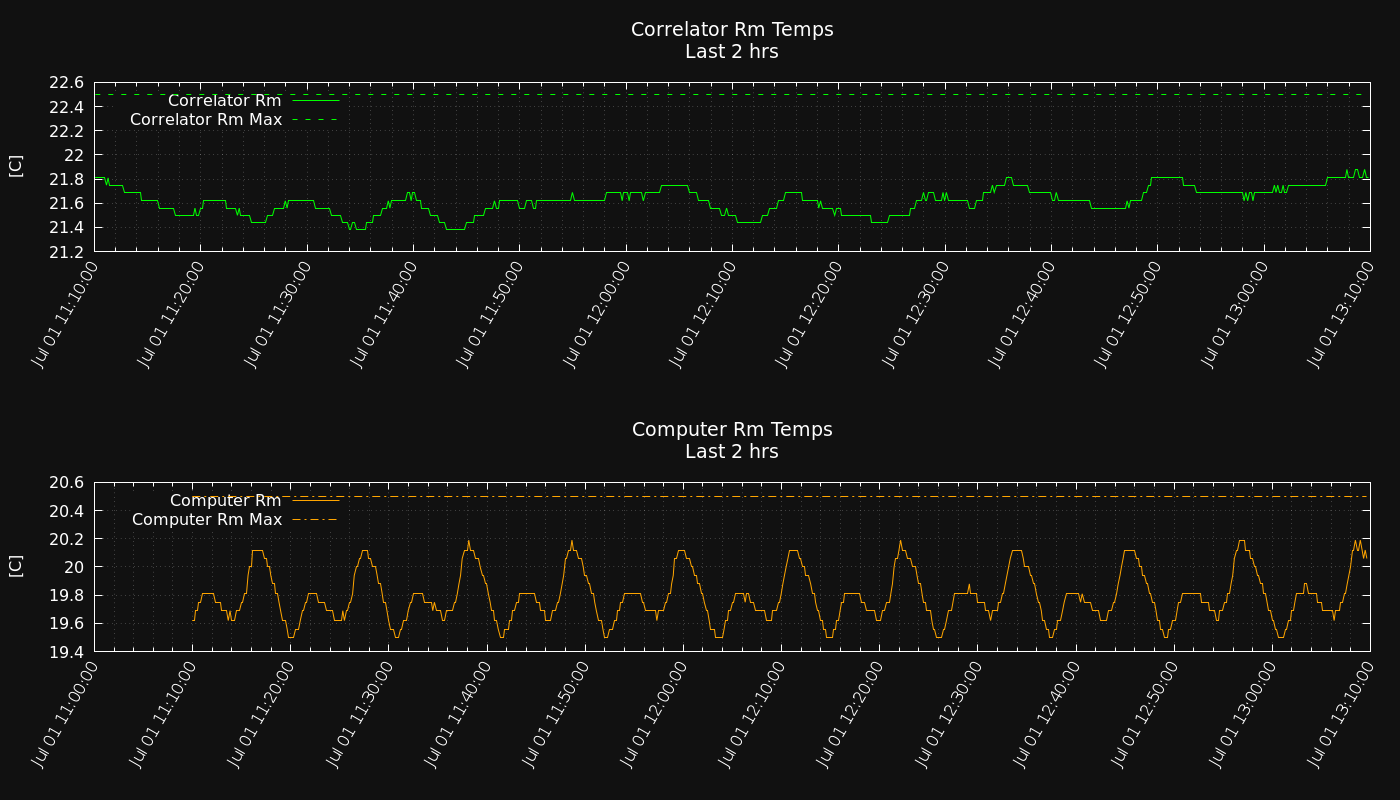 Correlator Rm Temps
Last 2 hrs
[C]
22.6
22.4
22.2
22
21.8
21.6
21.4
21.2
Correlator Rm
Correlator Rm Max
Jul 01 11:10:00
Jul 01 11:20:00
Jul 01 11:30:00
Jul 01 11:40:00
Jul 01 11:50:00
Jul 01 12:00:00
Jul 01 12:10:00
Jul 01 12:20:00
Jul 01 12:30:00
Jul 01 12:40:00
Jul 01 12:50:00
Jul 01 13:00:00
Jul 01 13:10:00
Computer Rm Temps
Last 2 hrs
[C]
20.6
20.4
20.2
20
19.8
19.6
19.4
Computer Rm
Computer Rm Max
Jul 01 11:00:00
Jul 01 11:10:00
Jul 01 11:20:00
Jul 01 11:30:00
Jul 01 11:40:00
Jul 01 11:50:00
Jul 01 12:00:00
Jul 01 12:10:00
Jul 01 12:20:00
Jul 01 12:30:00
Jul 01 12:40:00
Jul 01 12:50:00
Jul 01 13:00:00
Jul 01 13:10:00